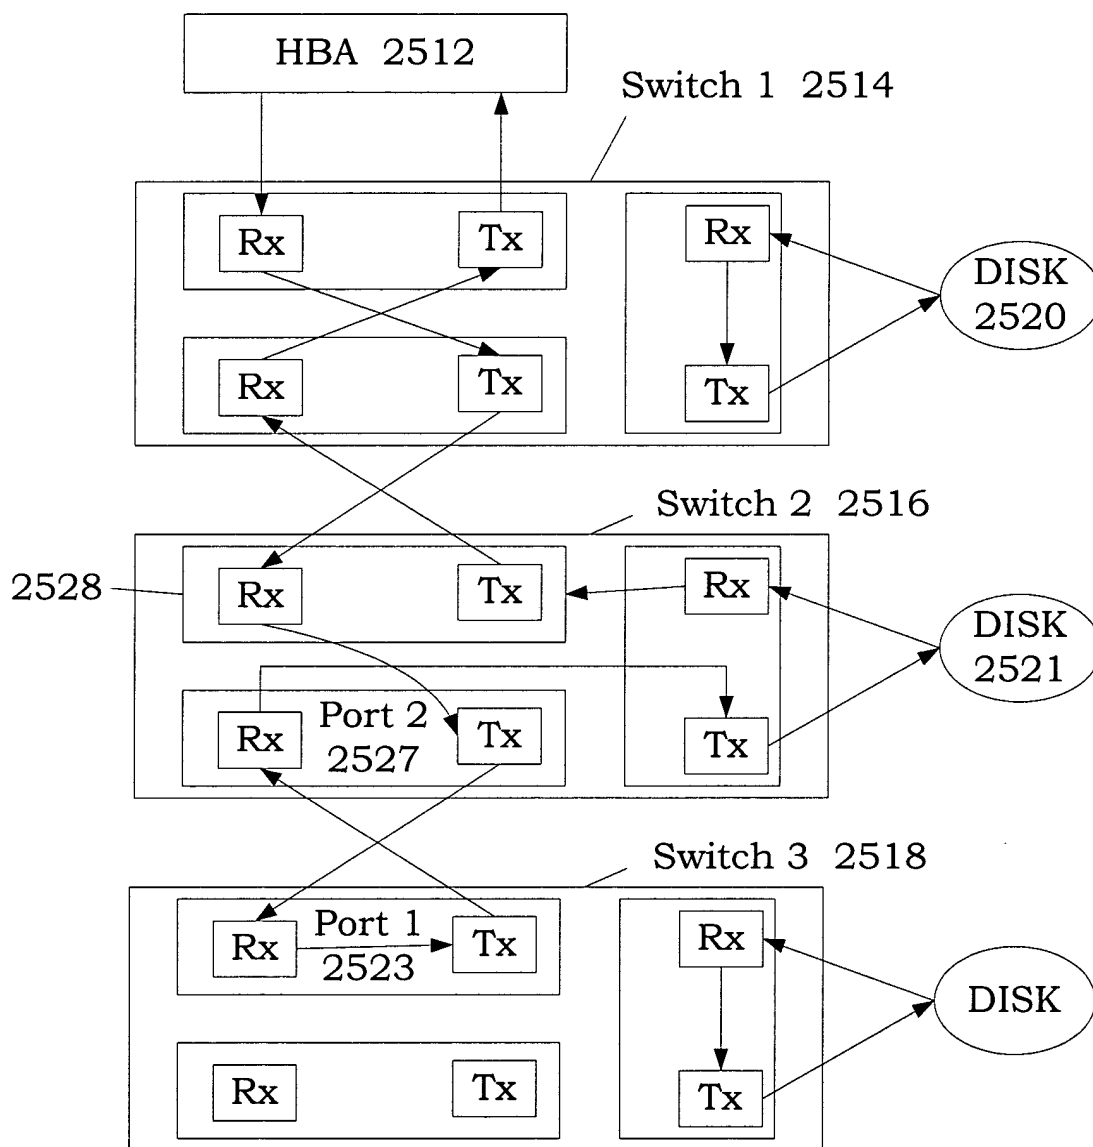 HBA 2512
Switch 1 2514
Rx
Tx
Rx
DISK
2520
Rx
Tx
Tx
Switch 2 2516
2528
Rx
Tx
Rx
DISK
2521
Rx
Port 2
2527
Tx
Tx
Switch 3 2518
Rx
Port 1
2523
Tx
Rx
DISK
Rx
Tx
Tx